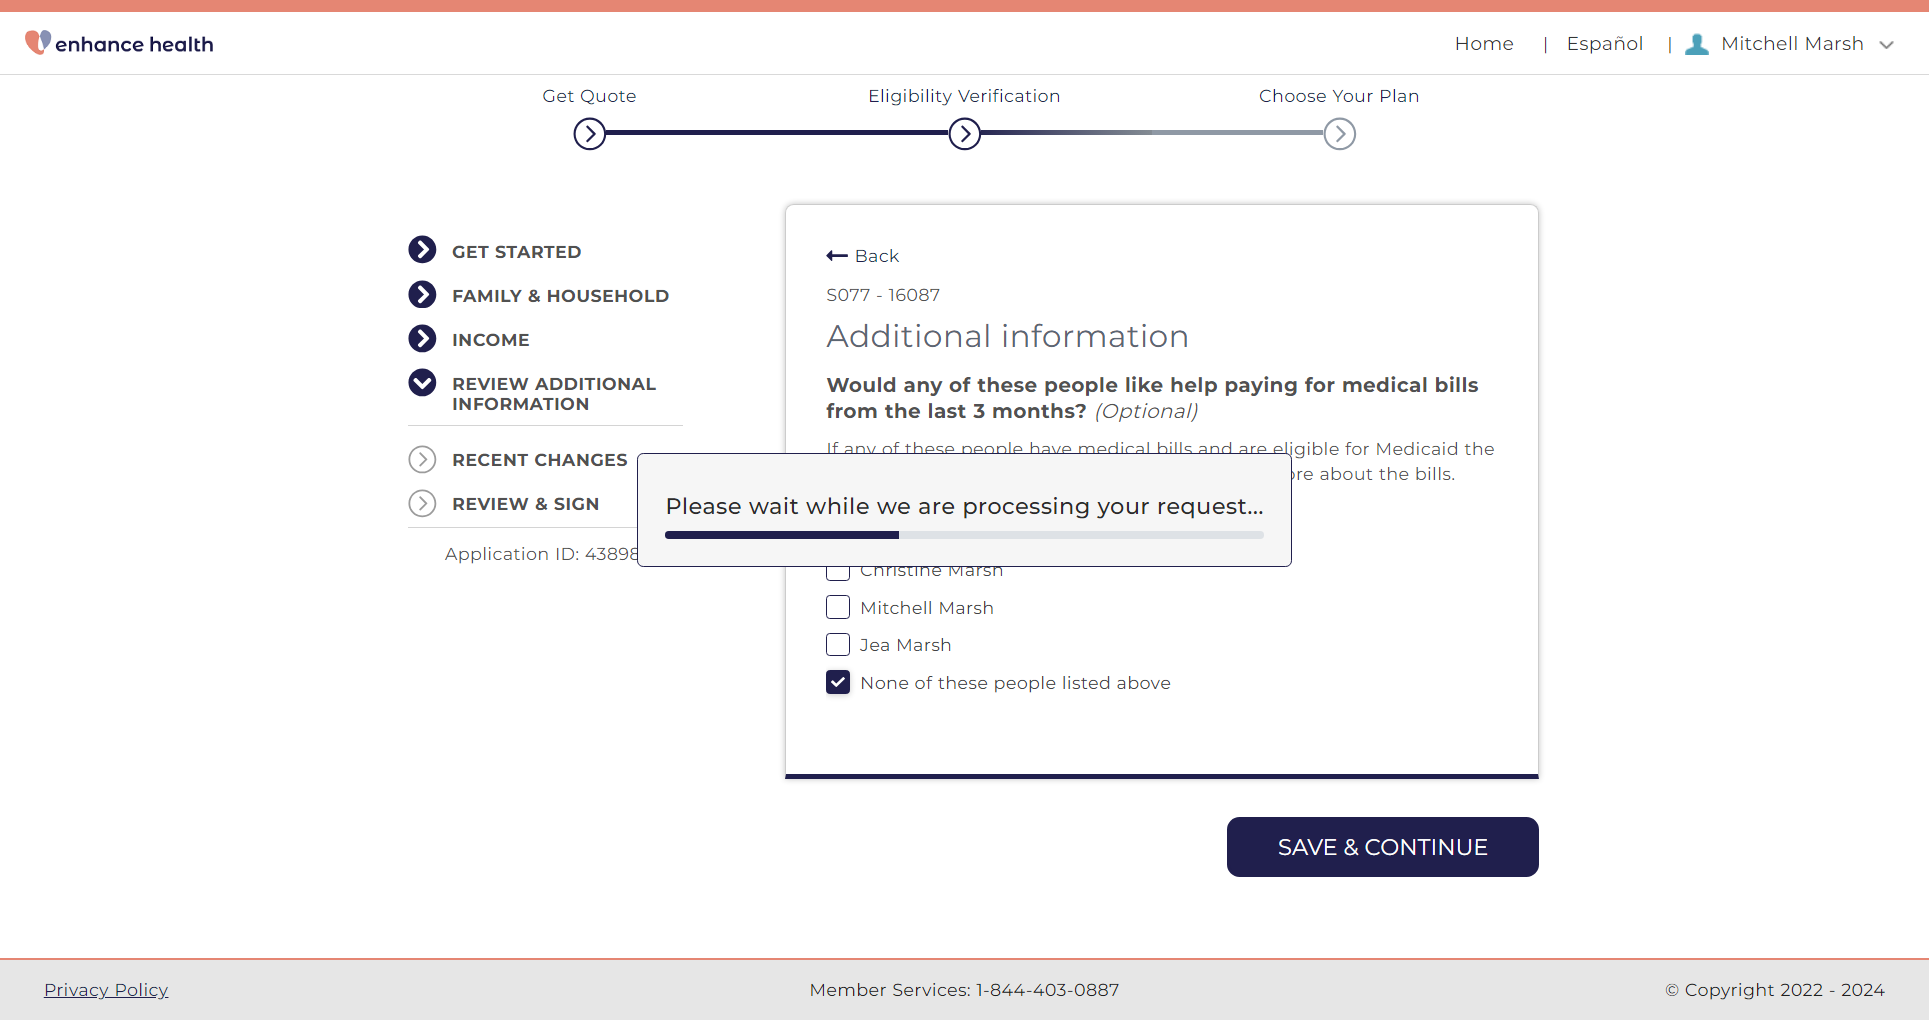 enhance health
Home | Español | Mitchell Marsh
Get Quote
Eligibility Verification
Choose Your Plan
GET STARTED
FAMILY & HOUSEHOLD
INCOME
REVIEW ADDITIONAL
INFORMATION
RECENT CHANGES
REVIEW & SIGN
Application ID: 43898
Back
S077 - 16087
Additional information
Would any of these people like help paying for medical bills
from the last 3 months? (Optional)
If any of these people have medical bills and are eligible for Medicaid the
about the bills.
Please wait while we are processing your request...
Christine Marsh
Mitchell Marsh
Jea Marsh
None of these people listed above
SAVE & CONTINUE
Privacy Policy
Member Services: 1-844-403-0887
© Copyright 2022 - 2024